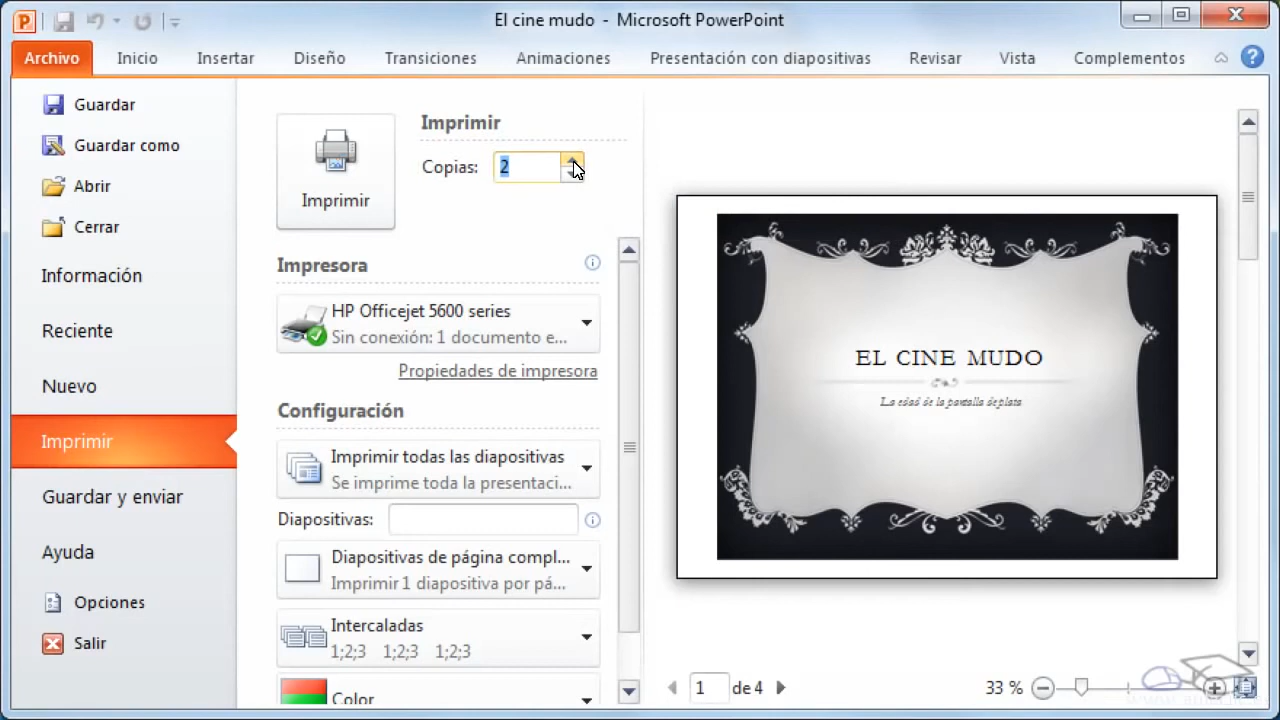 El cine mudo - Microsoft PowerPoint
Archivo Inicio Insertar Diseño Transiciones Animaciones Presentación con diapositivas Revisar Vista Complementos
Guardar
Guardar como
Abrir
Cerrar
Información
Reciente
Nuevo
Imprimir
Guardar y enviar
Ayuda
Opciones
Salir
Imprimir
Imprimir
Copias: 2
Impresora
HP Officejet 5600 series
Sin conexión: 1 documento e...
Propiedades de impresora
Configuración
Imprimir todas las diapositivas
Se imprime toda la presentaci...
Diapositivas:
Diapositivas de página compl...
Imprimir 1 diapositiva por pá...
Intercaladas
1;2;3 1;2;3 1;2;3
Color
EL CINE MUDO
La edad de la pantalla de plata
1 de 4
33 %